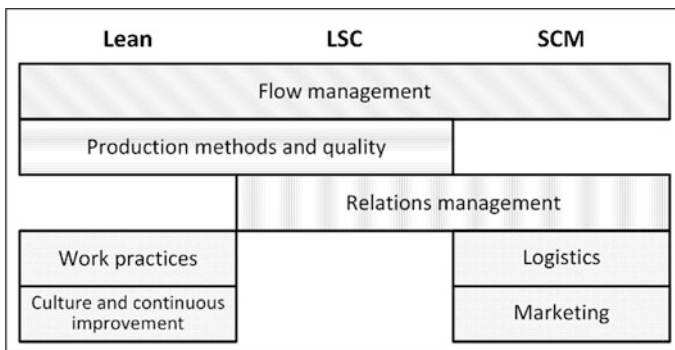 Lean LSC SCM
Flow management
Production methods and quality
Relations management
Work practices Logistics
Culture and continuous
improvement
Marketing